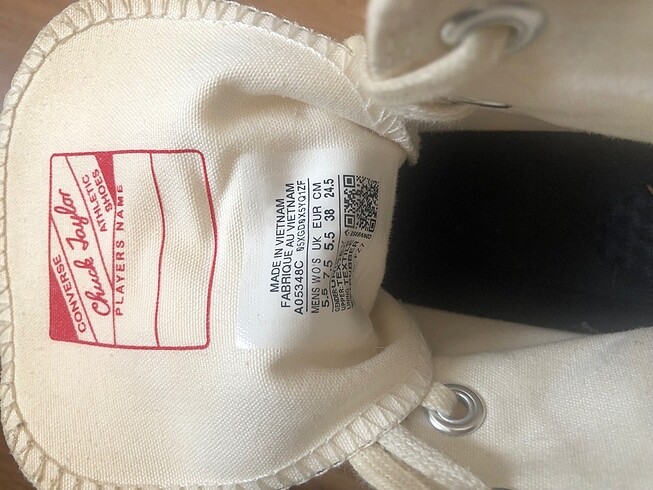 CONVERSE
Chuck Taylor
ATHLETIC
SHOES
PLAYERS NAME
MADE IN VIETNAM
FABRIQUE AU VIETNAM
A05348C
MENS WO'S UK EUR CM
5.5 7.5 5.5 38 24.5